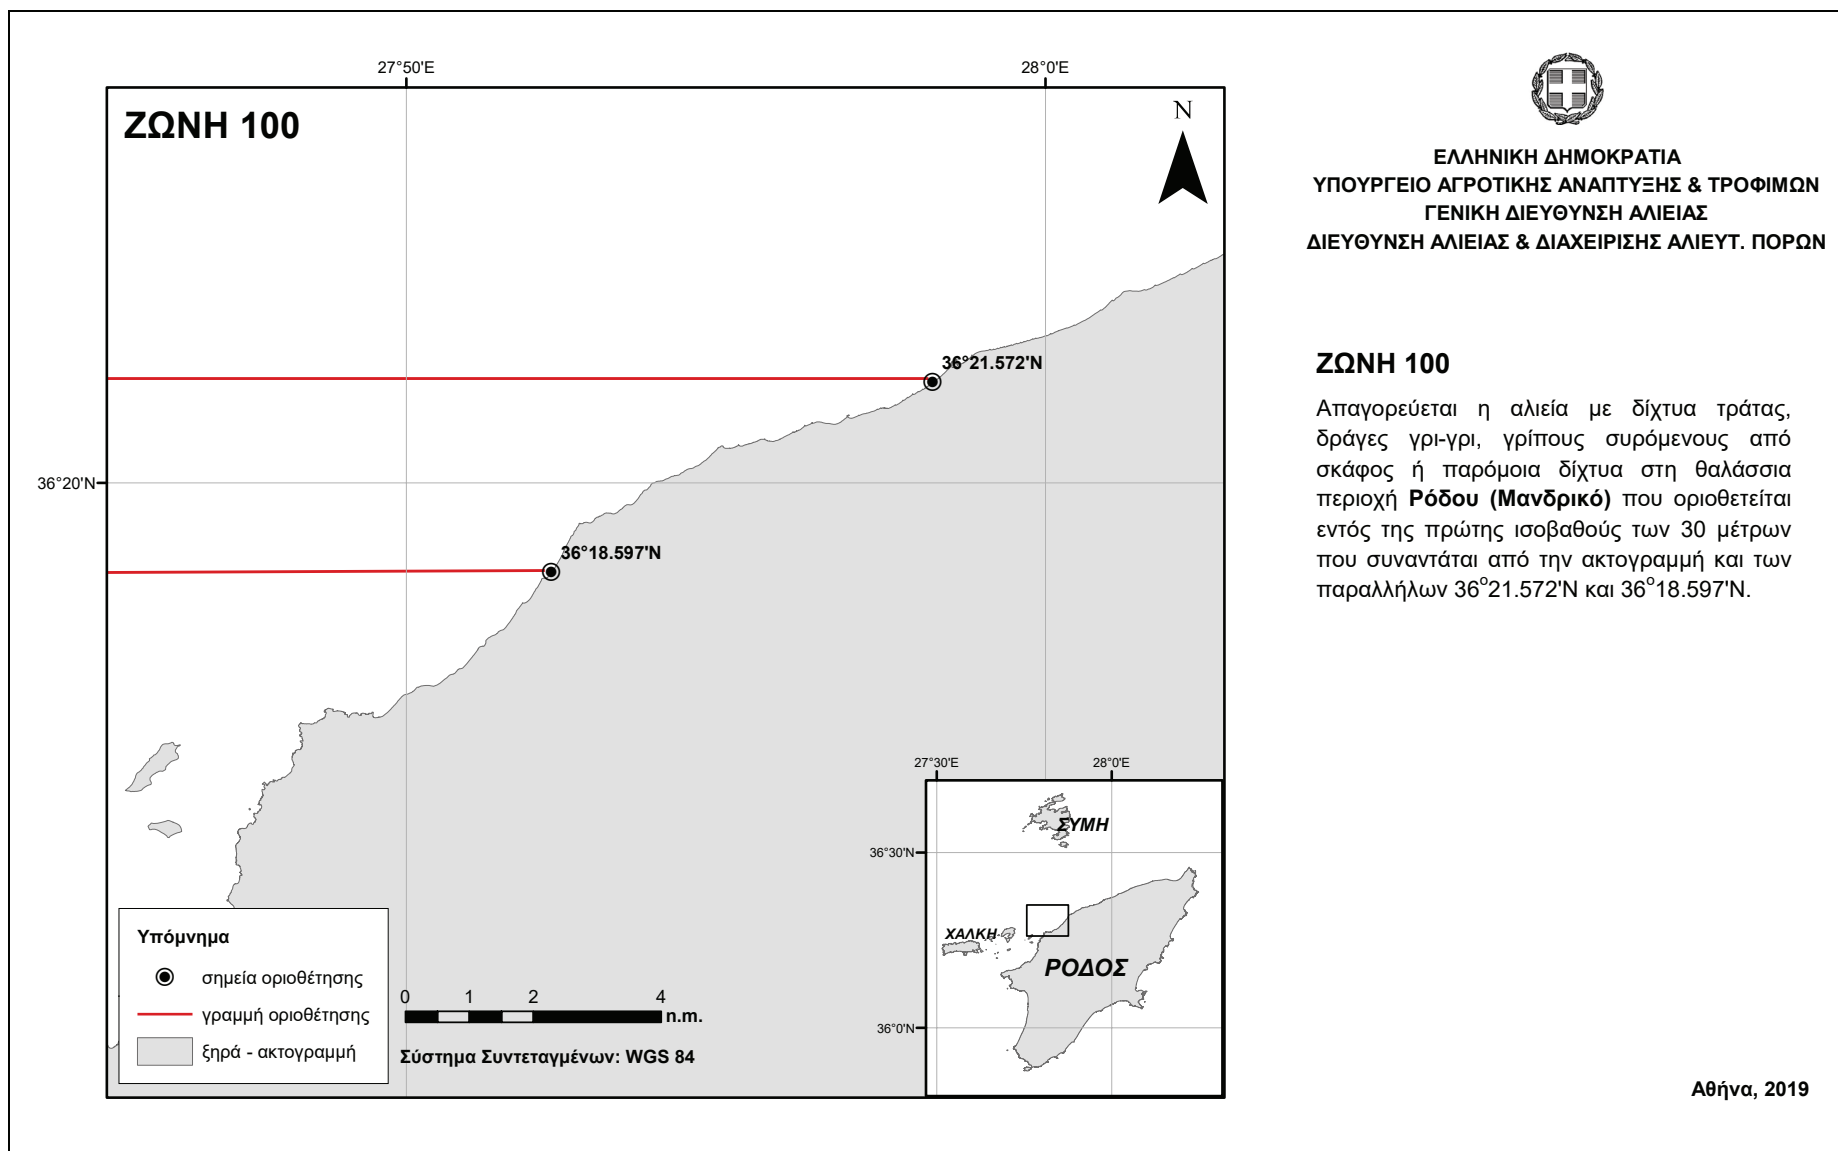 27°50'E
28°0'E
ΖΩΝΗ 100
N
36°21.572'N
36°20'N
36°18.597'N
27°30'E
28°0'E
ΣΥΜΗ
36°30'N
ΧΑΛΚΗ
ΡΟΔΟΣ
36°0'N
Υπόμνημα
σημεία οριοθέτησης
γραμμή οριοθέτησης
ξηρά - ακτογραμμή
0 1 2 4
n.m.
Σύστημα Συντεταγμένων: WGS 84
ΕΛΛΗΝΙΚΗ ΔΗΜΟΚΡΑΤΙΑ
ΥΠΟΥΡΓΕΙΟ ΑΓΡΟΤΙΚΗΣ ΑΝΑΠΤΥΞΗΣ & ΤΡΟΦΙΜΩΝ
ΓΕΝΙΚΗ ΔΙΕΥΘΥΝΣΗ ΑΛΙΕΙΑΣ
ΔΙΕΥΘΥΝΣΗ ΑΛΙΕΙΑΣ & ΔΙΑΧΕΙΡΙΣΗΣ ΑΛΙΕΥΤ. ΠΟΡΩΝ
ΖΩΝΗ 100
Απαγορεύεται η αλιεία με δίχτυα τράτας,
δράγες γρι-γρι, γρίπους συρόμενους από
σκάφος ή παρόμοια δίχτυα στη θαλάσσια
περιοχή Ρόδου (Μανδρικό) που οριοθετείται
εντός της πρώτης ισοβαθούς των 30 μέτρων
που συναντάται από την ακτογραμμή και των
παραλλήλων 36°21.572'N και 36°18.597'N.
Αθήνα, 2019